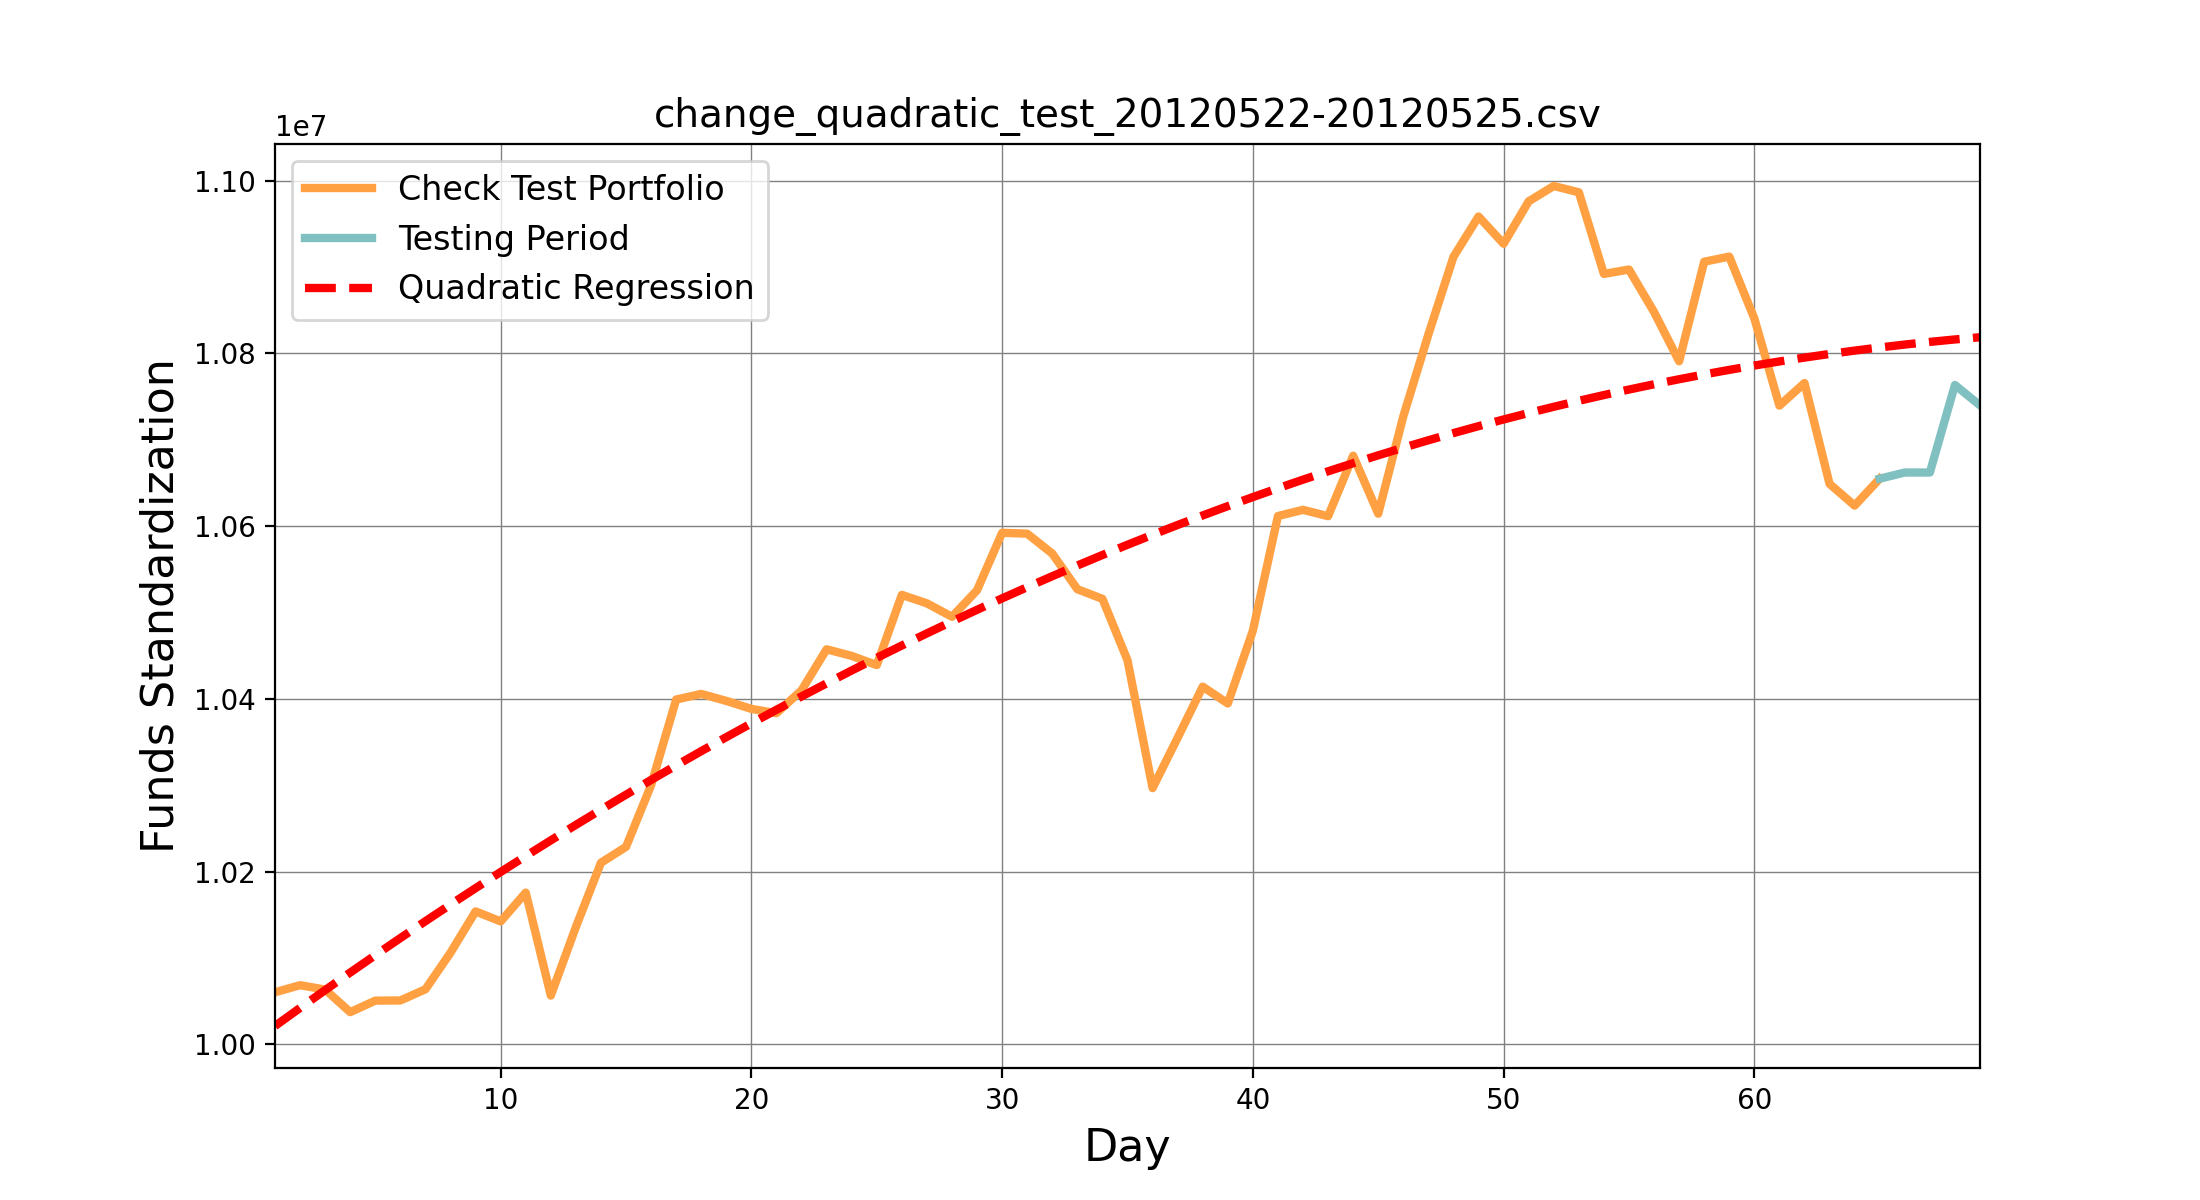 change_quadratic_test_20120522-20120525.csv
1e7
Check Test Portfolio
Testing Period
Quadratic Regression
Funds Standardization
1.10
1.08
1.06
1.04
1.02
1.00
10 20 30 40 50 60
Day